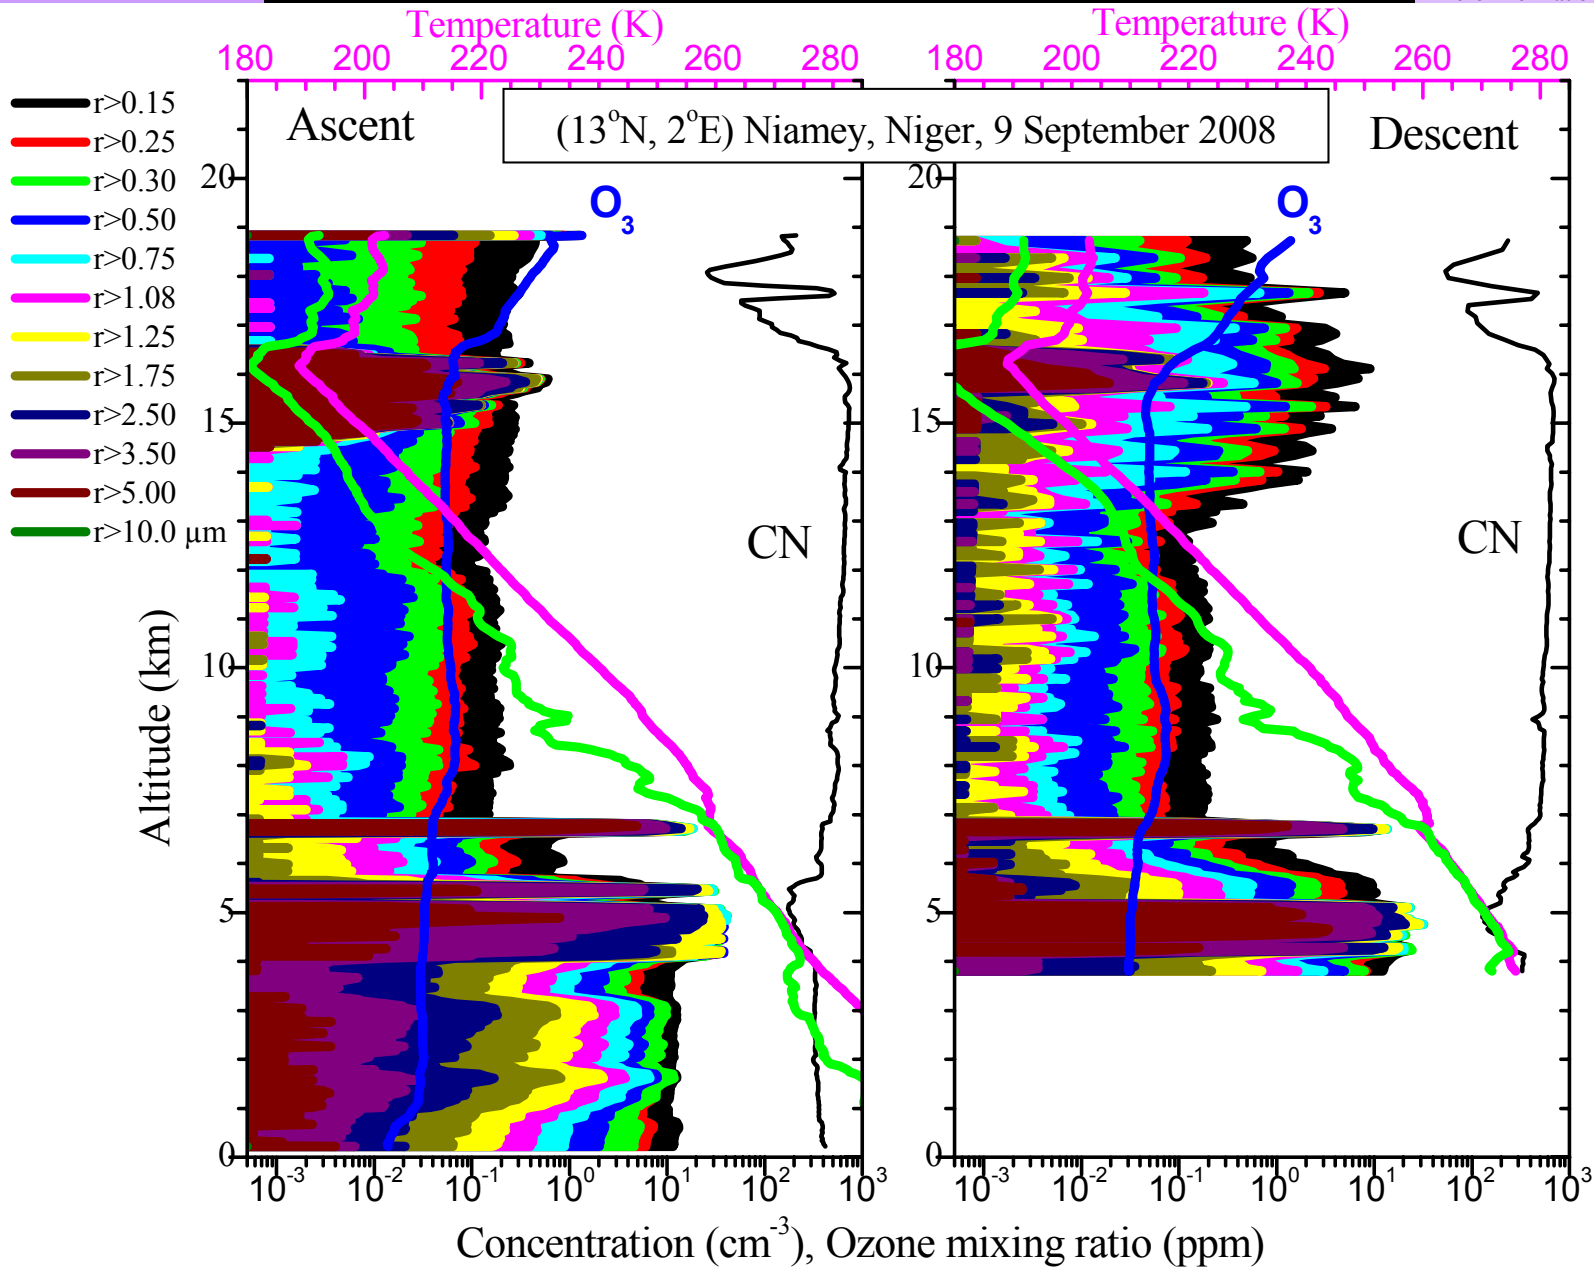 Temperature (K)
Temperature (K)
180 200 220 240 260 280
180 200 220 240 260 280
r>0.15
r>0.25
r>0.30
r>0.50
r>0.75
r>1.08
r>1.25
r>1.75
r>2.50
r>3.50
r>5.00
r>10.0 µm
Ascent
(13°N, 2°E) Niamey, Niger, 9 September 2008
Descent
O₃
O₃
CN
CN
Altitude (km)
20
15
10
5
0
20
15
10
5
0
10⁻³ 10⁻² 10⁻¹ 10⁰ 10¹ 10² 10³
10⁻³ 10⁻² 10⁻¹ 10⁰ 10¹ 10² 10³
Concentration (cm⁻³), Ozone mixing ratio (ppm)